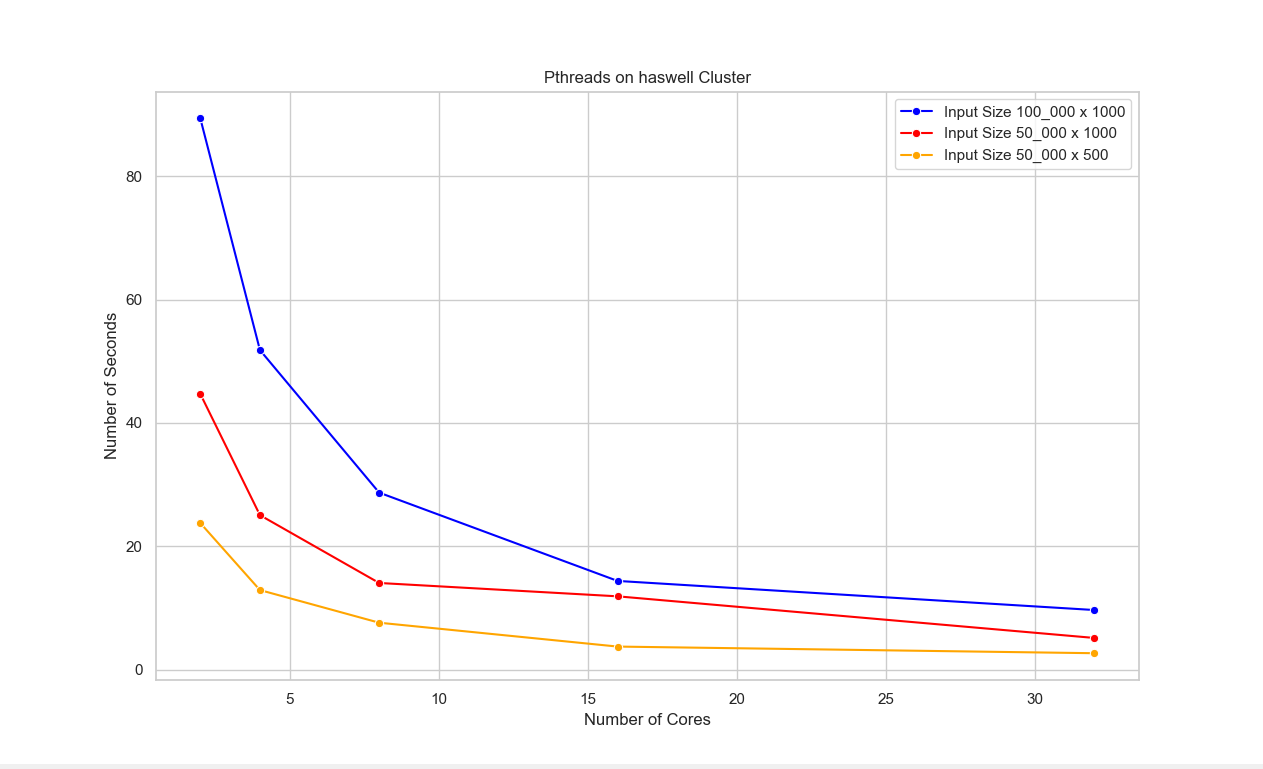 Pthreads on haswell Cluster
Input Size 100_000 x 1000
Input Size 50_000 x 1000
Input Size 50_000 x 500
80
60
40
20
0
Number of Seconds
5 10 15 20 25 30
Number of Cores